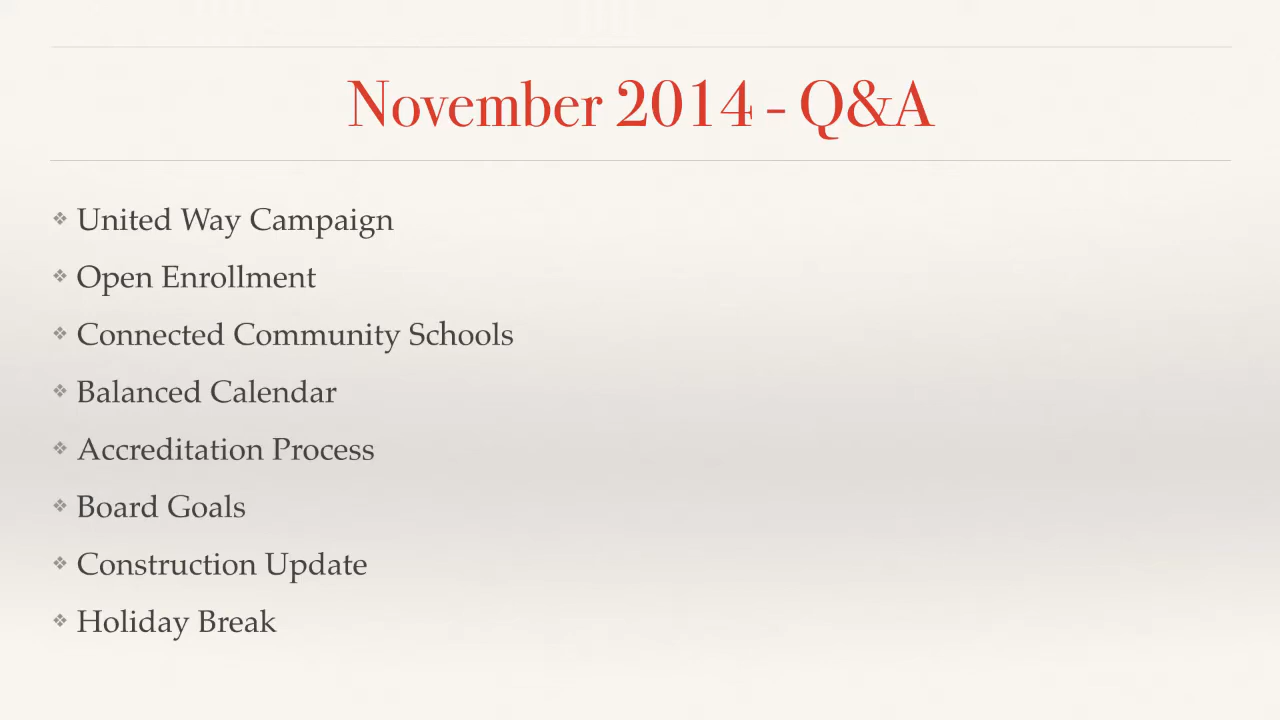 November 2014 - Q&A
❖ United Way Campaign
❖ Open Enrollment
❖ Connected Community Schools
❖ Balanced Calendar
❖ Accreditation Process
❖ Board Goals
❖ Construction Update
❖ Holiday Break